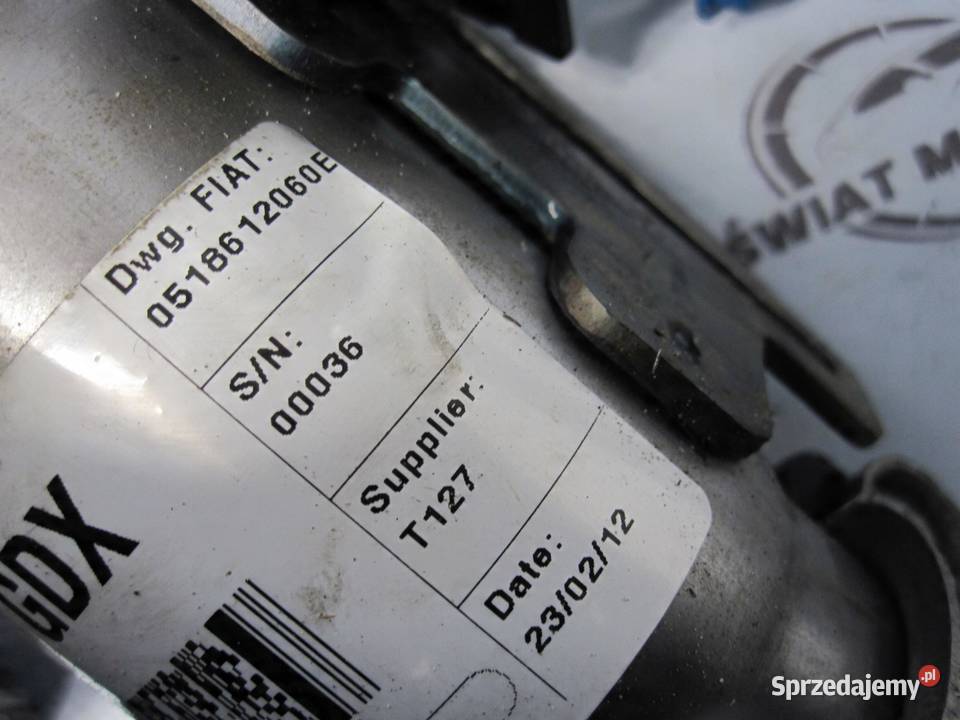 Dwg. FIAT:
0518612060E
S/N:
00036
Supplier:
T127
Date:
23/02/12
GDX
ŚWIAT M
Sprzedajemy.pl